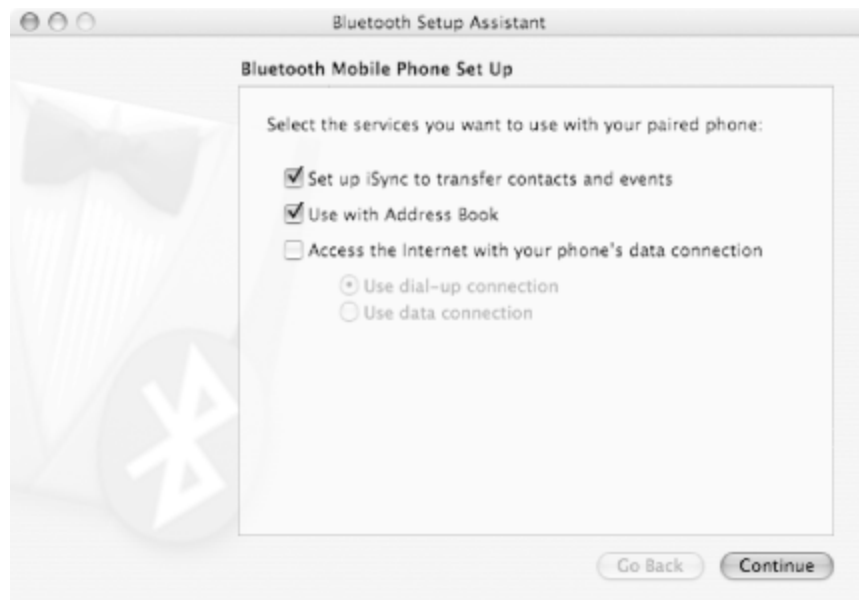 Bluetooth Setup Assistant
Bluetooth Mobile Phone Set Up
Select the services you want to use with your paired phone:
Set up iSync to transfer contacts and events
Use with Address Book
Access the Internet with your phone's data connection
Use dial-up connection
Use data connection
Go Back
Continue